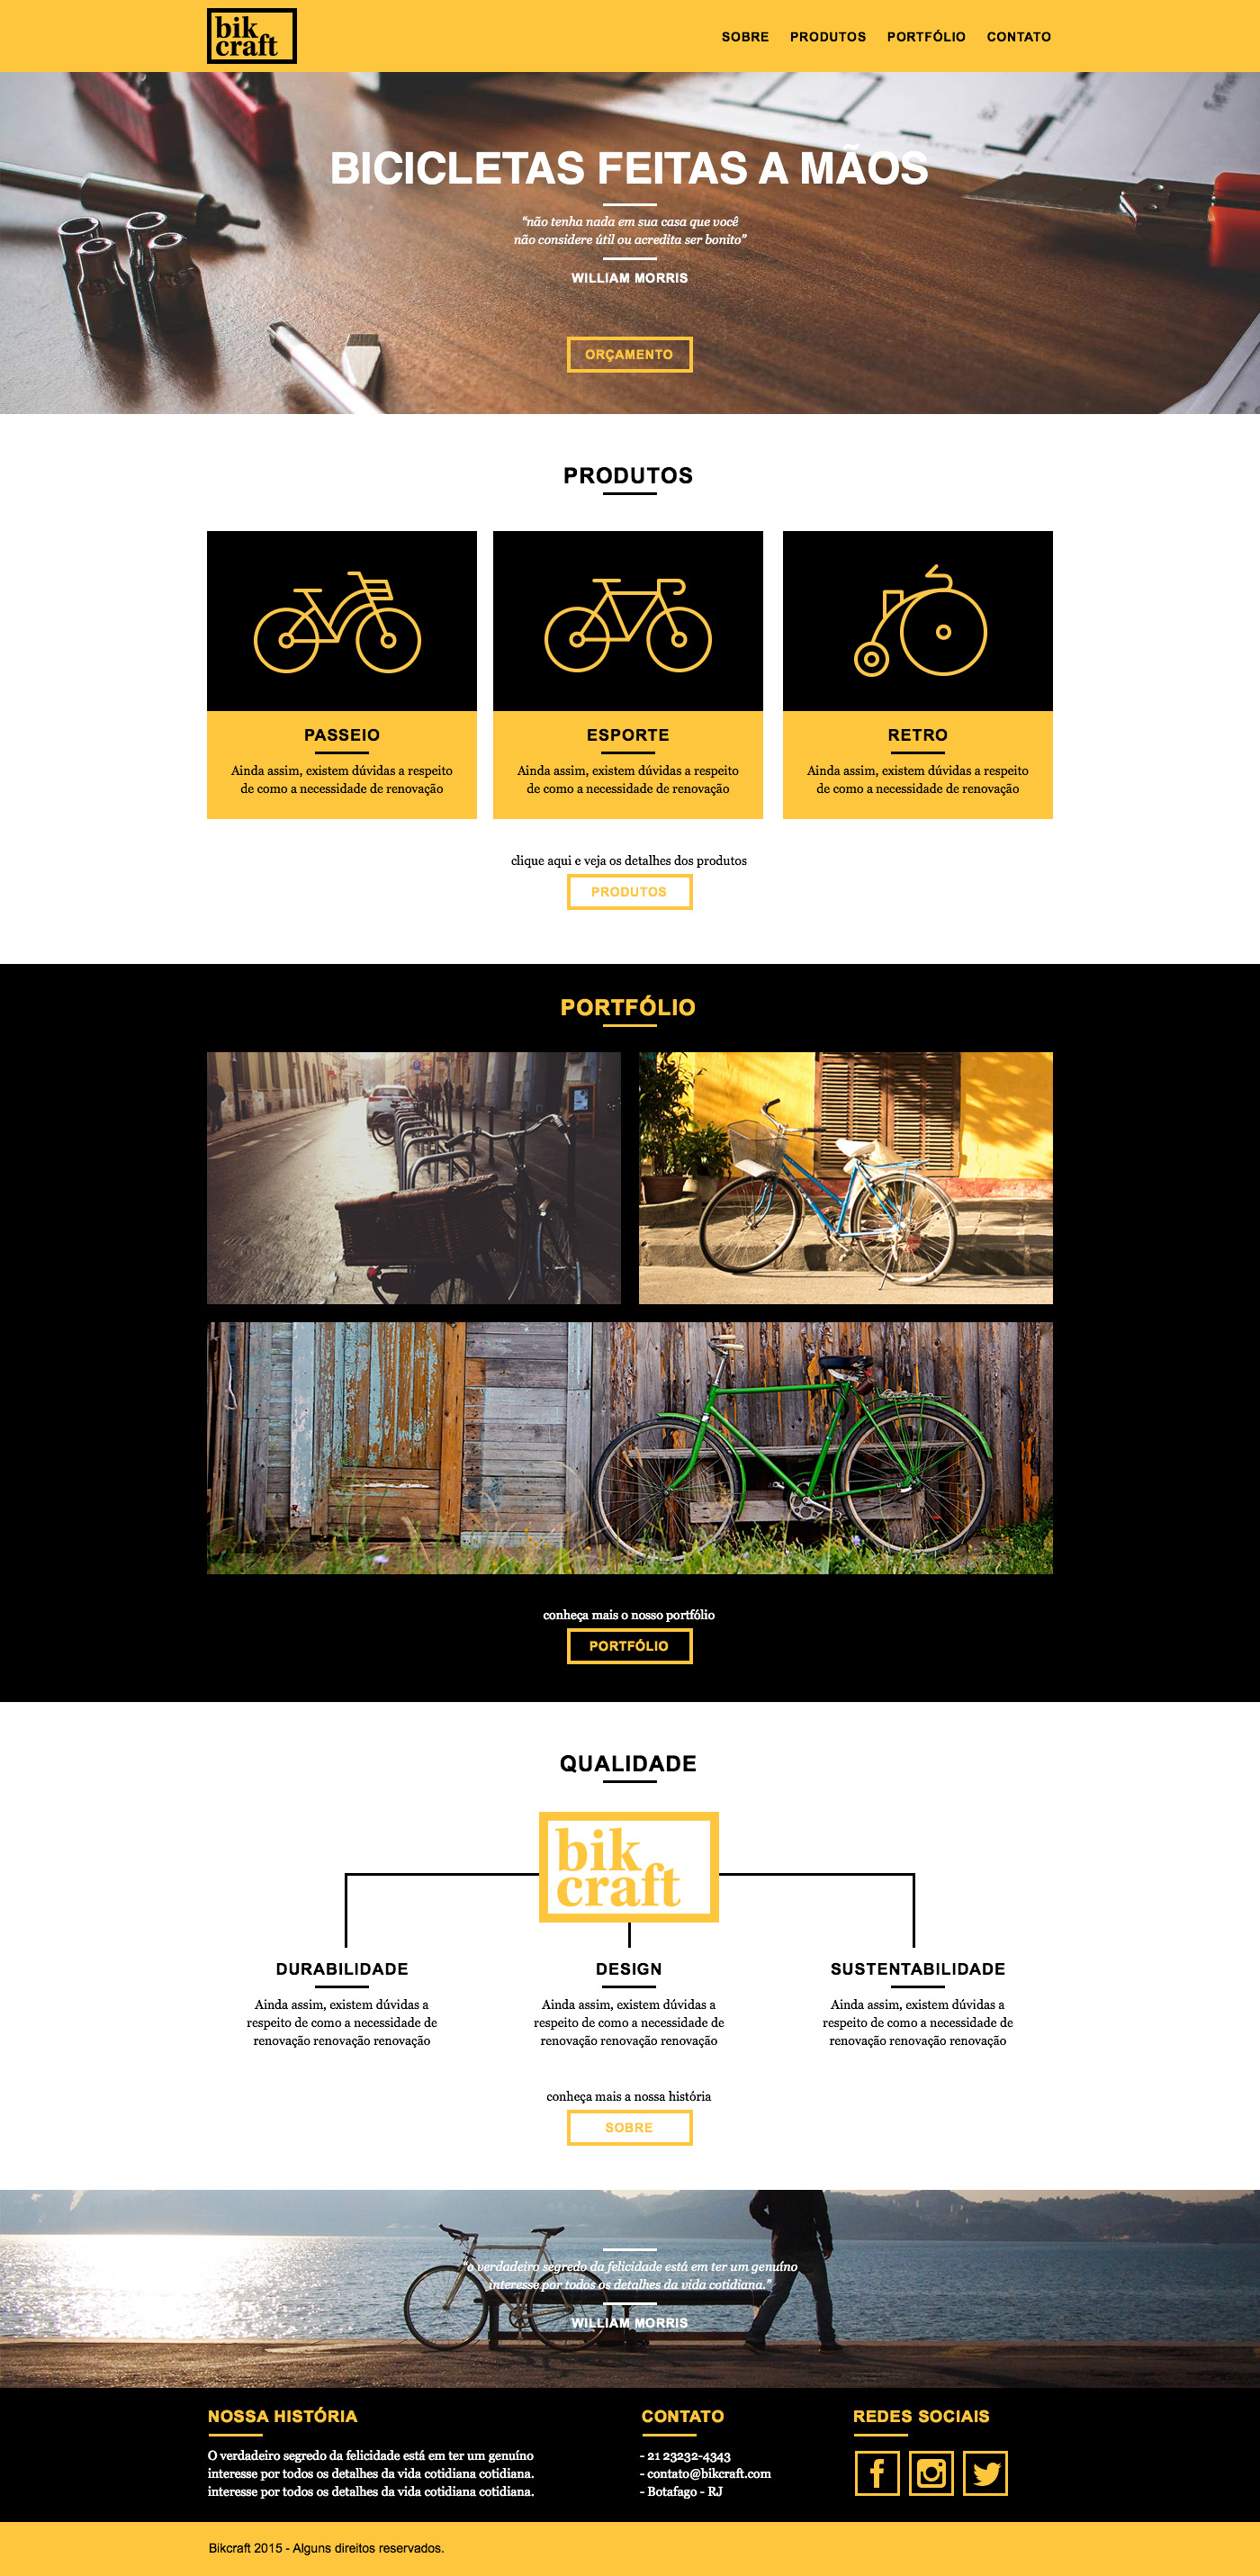 bik
craft
SOBRE PRODUTOS PORTFÓLIO CONTATO
BICICLETAS FEITAS A MÃOS
“não tenha nada em sua casa que você
não considere útil ou acredita ser bonito”
WILLIAM MORRIS
ORÇAMENTO
PRODUTOS
PASSEIO
Ainda assim, existem dúvidas a respeito
de como a necessidade de renovação
ESPORTE
Ainda assim, existem dúvidas a respeito
de como a necessidade de renovação
RETRO
Ainda assim, existem dúvidas a respeito
de como a necessidade de renovação
clique aqui e veja os detalhes dos produtos
PRODUTOS
PORTFÓLIO
conheça mais o nosso portfólio
PORTFÓLIO
QUALIDADE
bik
craft
DURABILIDADE
Ainda assim, existem dúvidas a
respeito de como a necessidade de
renovação renovação renovação
DESIGN
Ainda assim, existem dúvidas a
respeito de como a necessidade de
renovação renovação renovação
SUSTENTABILIDADE
Ainda assim, existem dúvidas a
respeito de como a necessidade de
renovação renovação renovação
conheça mais a nossa história
SOBRE
“o verdadeiro segredo da felicidade está em ter um genuíno
interesse por todos os detalhes da vida cotidiana.”
WILLIAM MORRIS
NOSSA HISTÓRIA
O verdadeiro segredo da felicidade está em ter um genuíno
interesse por todos os detalhes da vida cotidiana cotidiana.
interesse por todos os detalhes da vida cotidiana cotidiana.
CONTATO
- 21 23232-4343
- contato@bikcraft.com
- Botafago - RJ
REDES SOCIAIS
Bikcraft 2015 - Alguns direitos reservados.